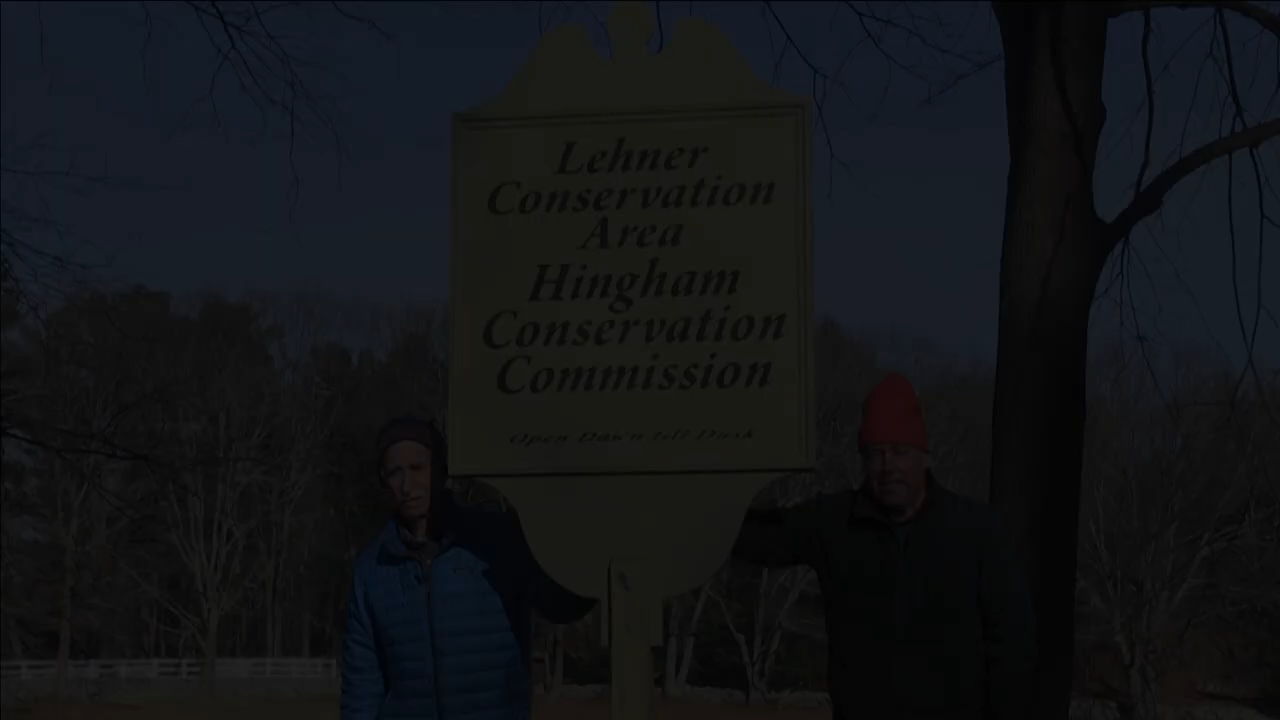 Lehner
Conservation
Area
Hingham
Conservation
Commission
Open Dawn till Dusk